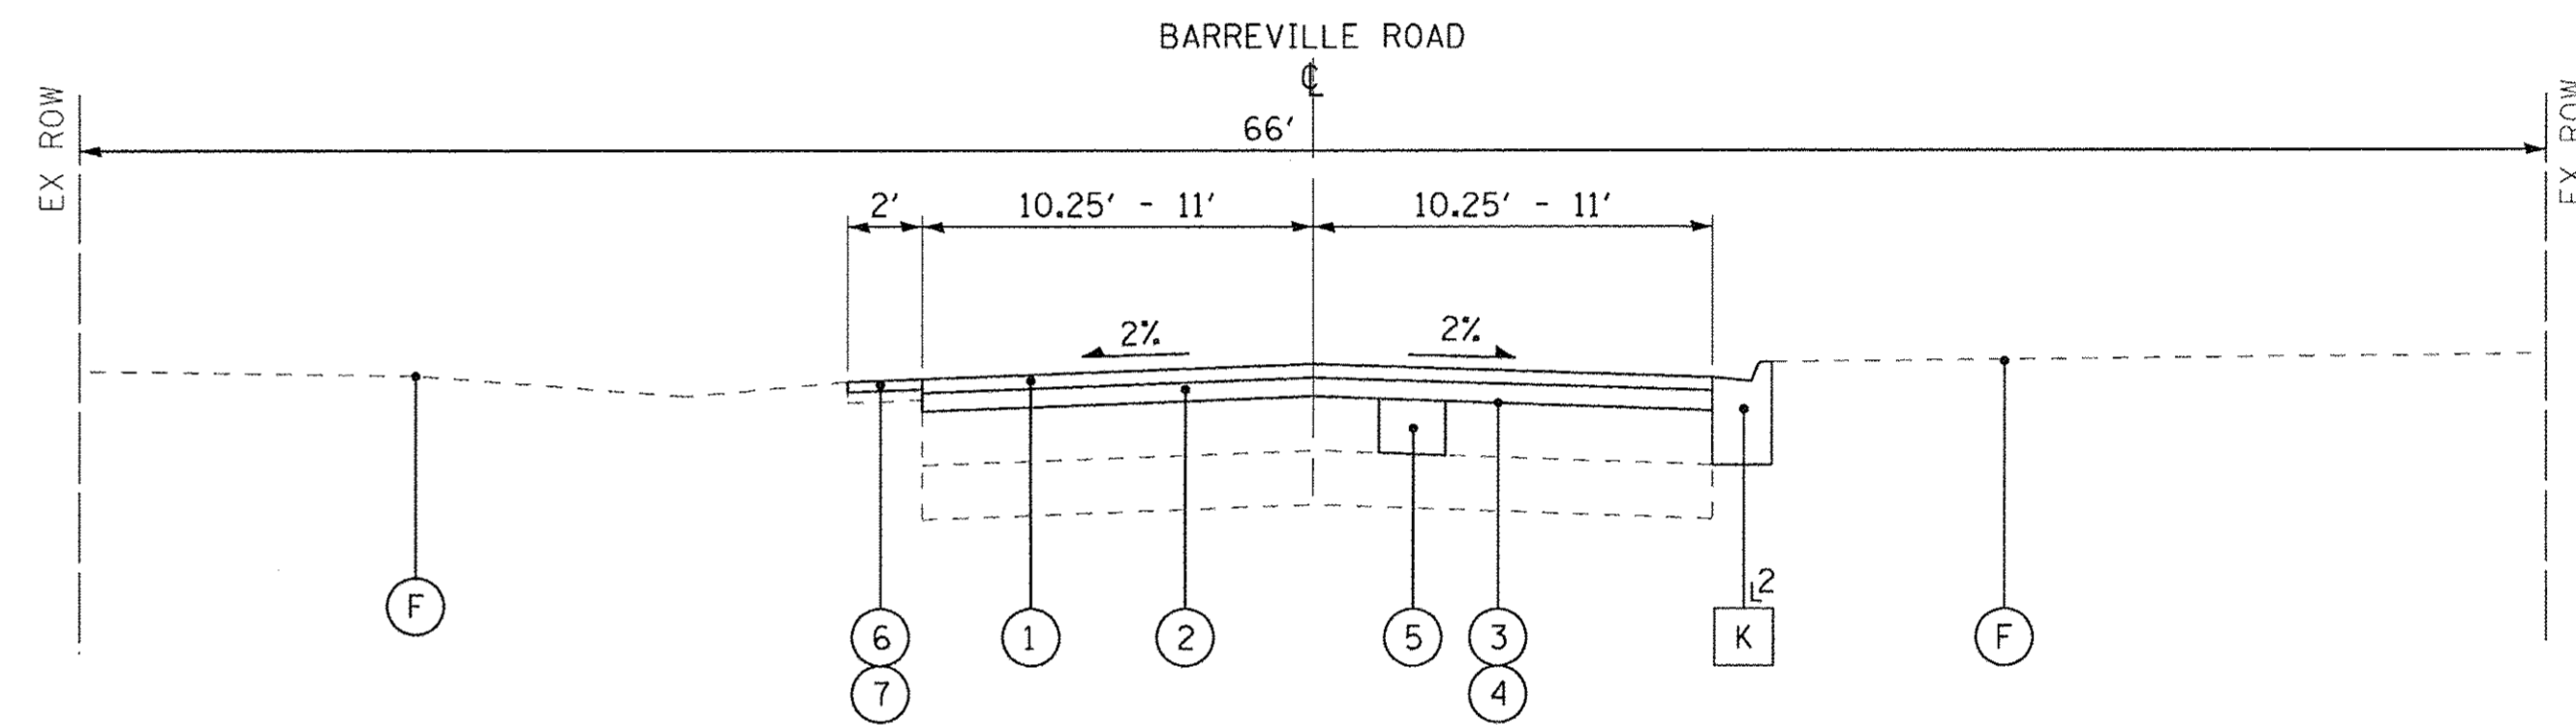 BARREVILLE ROAD
℄
EX ROW
66'
EX ROW
2'
10.25' - 11'
10.25' - 11'
2%
2%
2
F
6
1
2
5
3
K
F
7
4